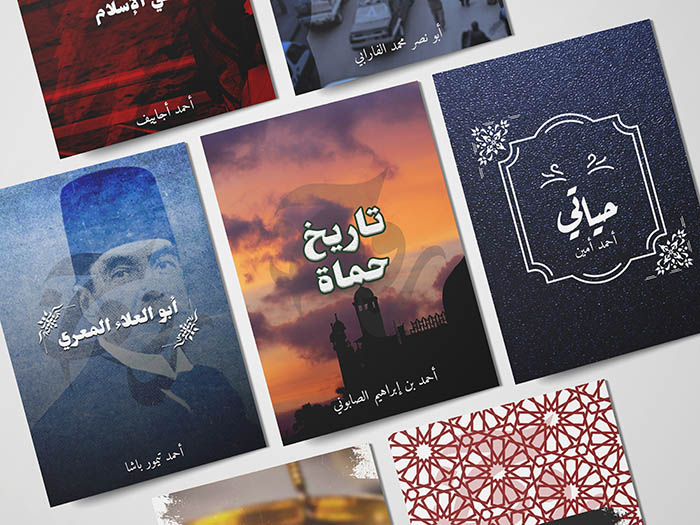 ي الإسلام
أحمد أجاييف
أبو نصر محمد الفارابي
حياتي
أحمد أمين
تاريخ
حماة
أحمد بن إبراهيم الصابوني
أبو العلاء المعري
أحمد تيمور باشا